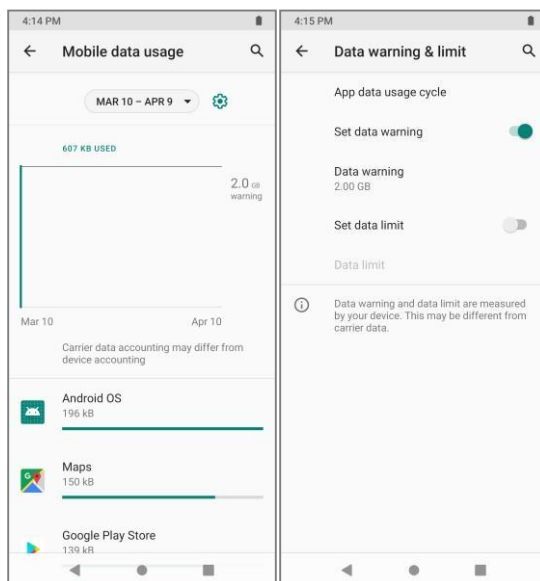 4:14 PM
Mobile data usage
MAR 10 – APR 9
607 KB USED
2.0 GB
warning
Mar 10
Apr 10
Carrier data accounting may differ from
device accounting
Android OS
196 kB
Maps
150 kB
Google Play Store
139 kB
4:15 PM
Data warning & limit
App data usage cycle
Set data warning
Data warning
2.00 GB
Set data limit
Data limit
Data warning and data limit are measured
by your device. This may be different from
carrier data.